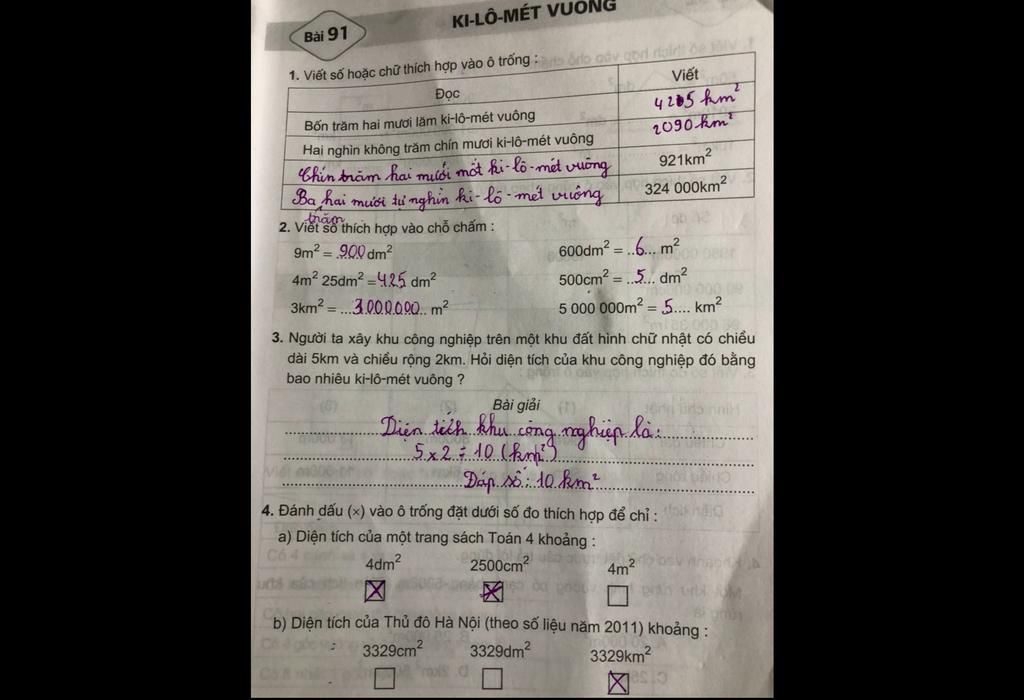 Bài 91
KI-LÔ-MÉT VUÔNG
1. Viết số hoặc chữ thích hợp vào ô trống :
Đọc Viết
Bốn trăm hai mươi lăm ki-lô-mét vuông 425 km²
Hai nghìn không trăm chín mươi ki-lô-mét vuông 2090 km²
Chín trăm hai mươi mốt ki-lô-mét vuông 921km²
Ba trăm hai mươi tư nghìn ki-lô-mét vuông 324 000km²
2. Viết số thích hợp vào chỗ chấm :
9m² = 900 dm² 600dm² = ..6... m²
4m² 25dm² = 425 dm² 500cm² = ..5... dm²
3km² = ...3000000.. m² 5 000 000m² = 5.... km²
3. Người ta xây khu công nghiệp trên một khu đất hình chữ nhật có chiều
dài 5km và chiều rộng 2km. Hỏi diện tích của khu công nghiệp đó bằng
bao nhiêu ki-lô-mét vuông ?
Bài giải
Diện tích khu công nghiệp là:
5 x 2 = 10 (km²)
Đáp số: 10 km²
4. Đánh dấu (×) vào ô trống đặt dưới số đo thích hợp để chỉ :
a) Diện tích của một trang sách Toán 4 khoảng :
4dm² 2500cm² 4m²
b) Diện tích của Thủ đô Hà Nội (theo số liệu năm 2011) khoảng :
3329cm² 3329dm² 3329km²